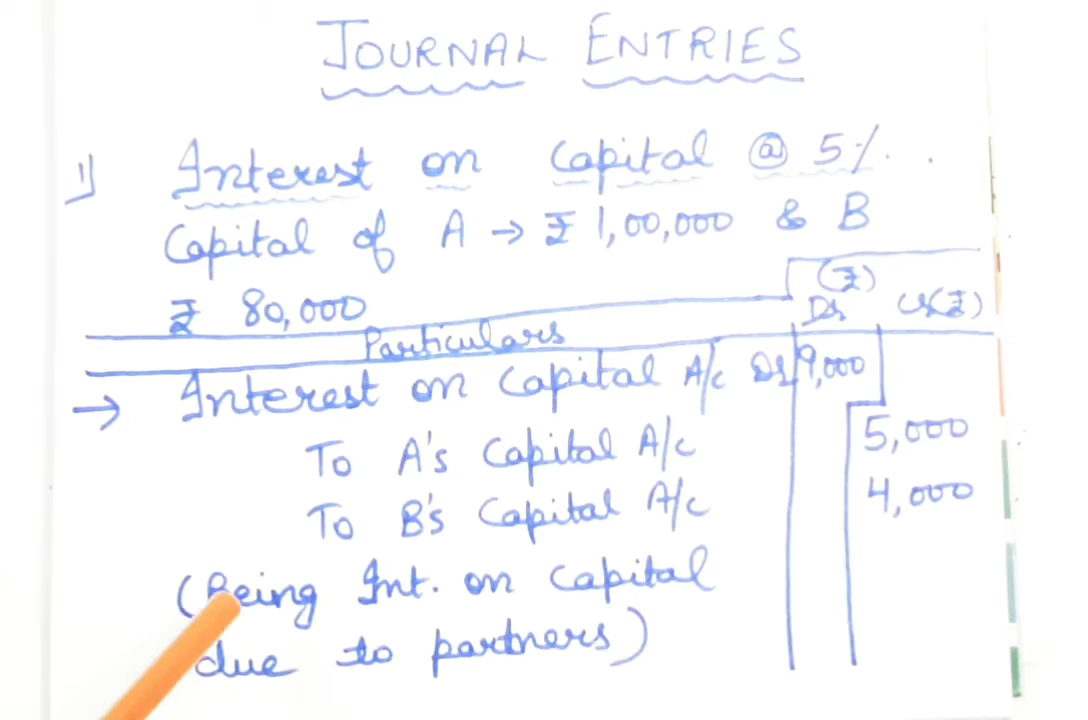 JOURNAL ENTRIES
1) Interest on Capital @ 5%.
Capital of A → ₹ 1,00,000 & B
₹ 80,000
Particulars (₹) Dr Cr(₹)
→ Interest on Capital A/c Dr 9,000
To A's Capital A/c 5,000
To B's Capital A/c 4,000
(Being Int. on Capital
due to partners)